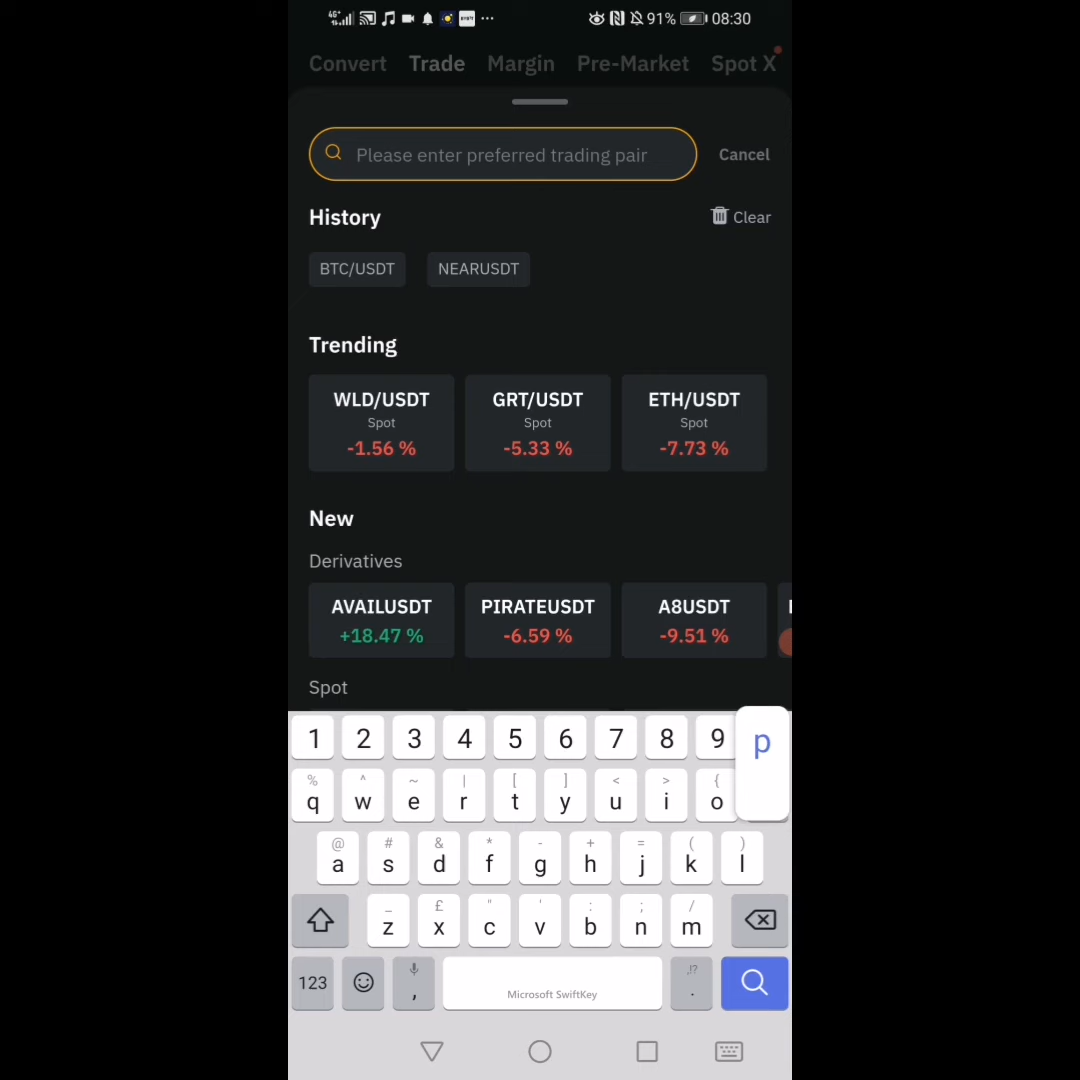 4G 91% 08:30
Convert Trade Margin Pre-Market Spot X
Please enter preferred trading pair Cancel
History Clear
BTC/USDT NEARUSDT
Trending
WLD/USDT GRT/USDT ETH/USDT
Spot Spot Spot
-1.56 % -5.33 % -7.73 %
New
Derivatives
AVAILUSDT PIRATEUSDT A8USDT
+18.47 % -6.59 % -9.51 %
Spot
1 2 3 4 5 6 7 8 9 p
% ^ ~ | [ ] < > {
q w e r t y u i o
@ # & * - + = ( )
a s d f g h j k l
_ £ " ' : ; /
z x c v b n m
123 , Microsoft SwiftKey ,!? .